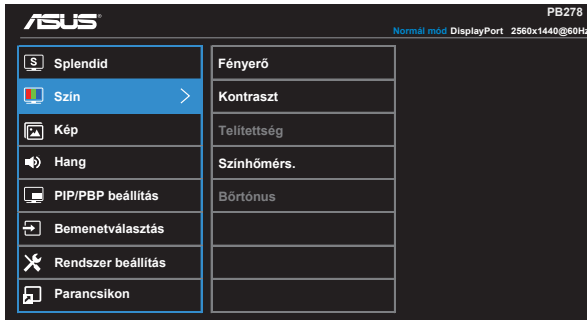 ASUS
PB278
Normál mód DisplayPort 2560x1440@60Hz
S Splendid
Szín
Kép
Hang
PIP/PBP beállítás
Bemenetválasztás
Rendszer beállítás
Parancsikon
Fényerő
Kontraszt
Telítettség
Színhőmérs.
Bőrtónus